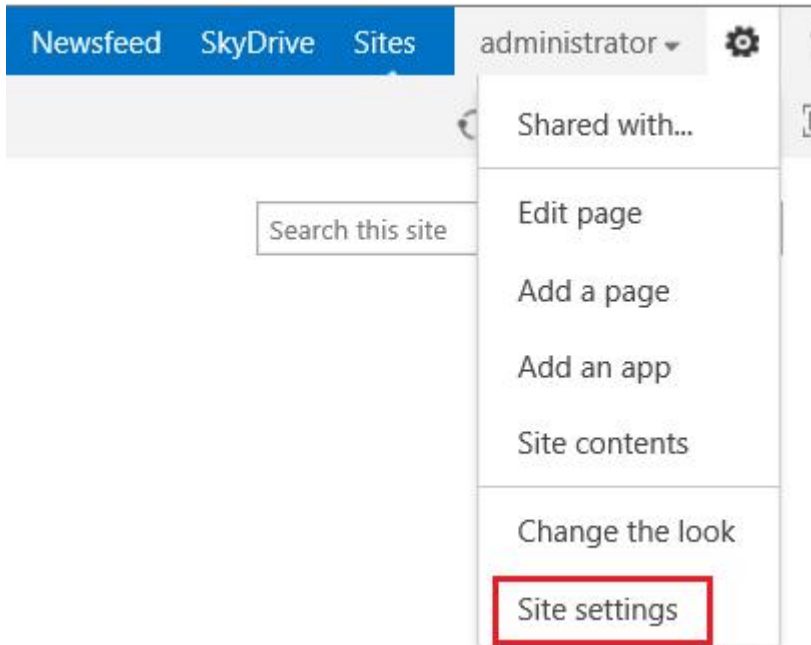 Newsfeed SkyDrive Sites administrator
Shared with...
Search this site
Edit page
Add a page
Add an app
Site contents
Change the look
Site settings